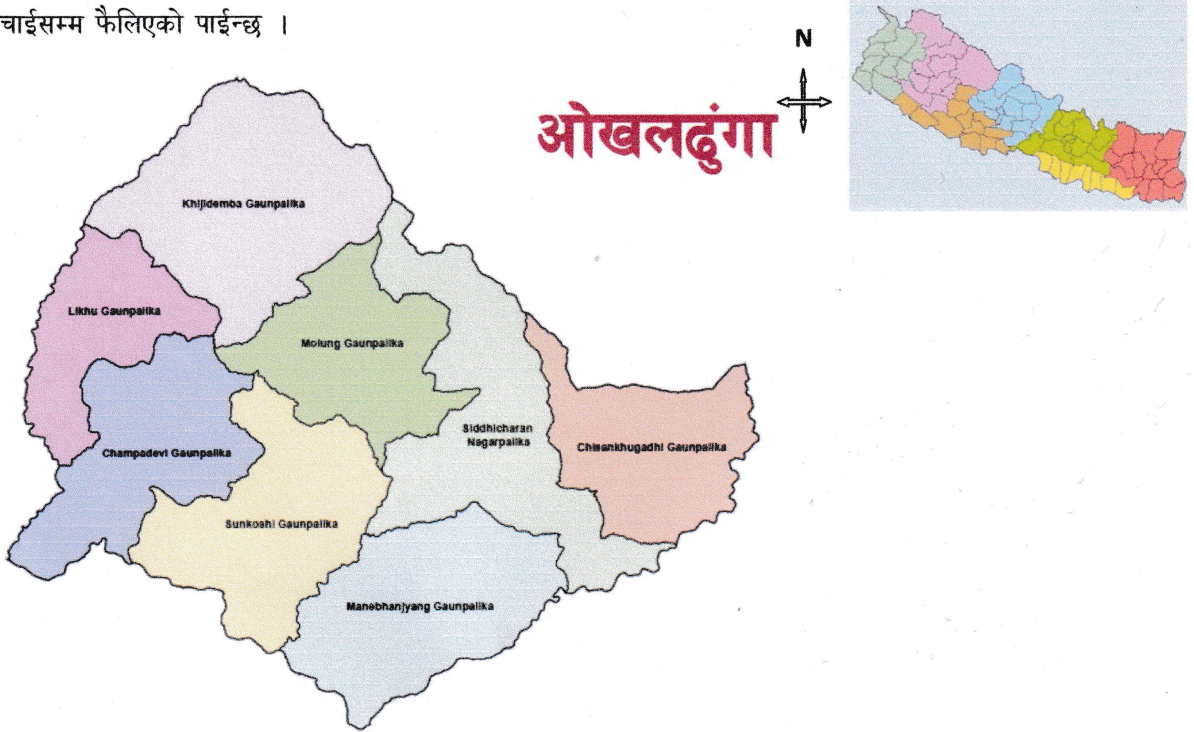 चाईसम्म फैलिएको पाईन्छ ।
N
ओखलढुंगा
Khijidemba Gaunpalika
Likhu Gaunpalika
Molung Gaunpalika
Siddhicharan
Nagarpalika
Chisankhugadhi Gaunpalika
Champadevi Gaunpalika
Sunkoshi Gaunpalika
Manebhanjyang Gaunpalika